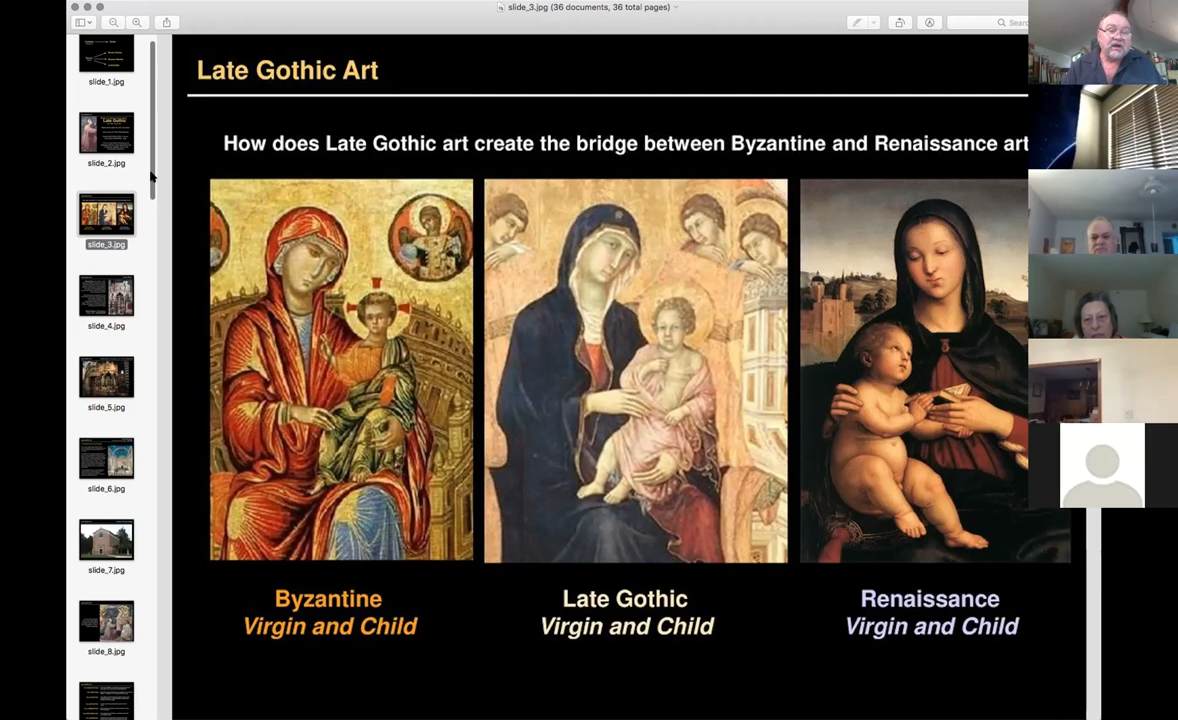 slide_3.jpg (36 documents, 36 total pages)
Sear
slide_1.jpg
slide_2.jpg
slide_3.jpg
slide_4.jpg
slide_5.jpg
slide_6.jpg
slide_7.jpg
slide_8.jpg
Late Gothic Art
How does Late Gothic art create the bridge between Byzantine and Renaissance art
Byzantine
Virgin and Child
Late Gothic
Virgin and Child
Renaissance
Virgin and Child